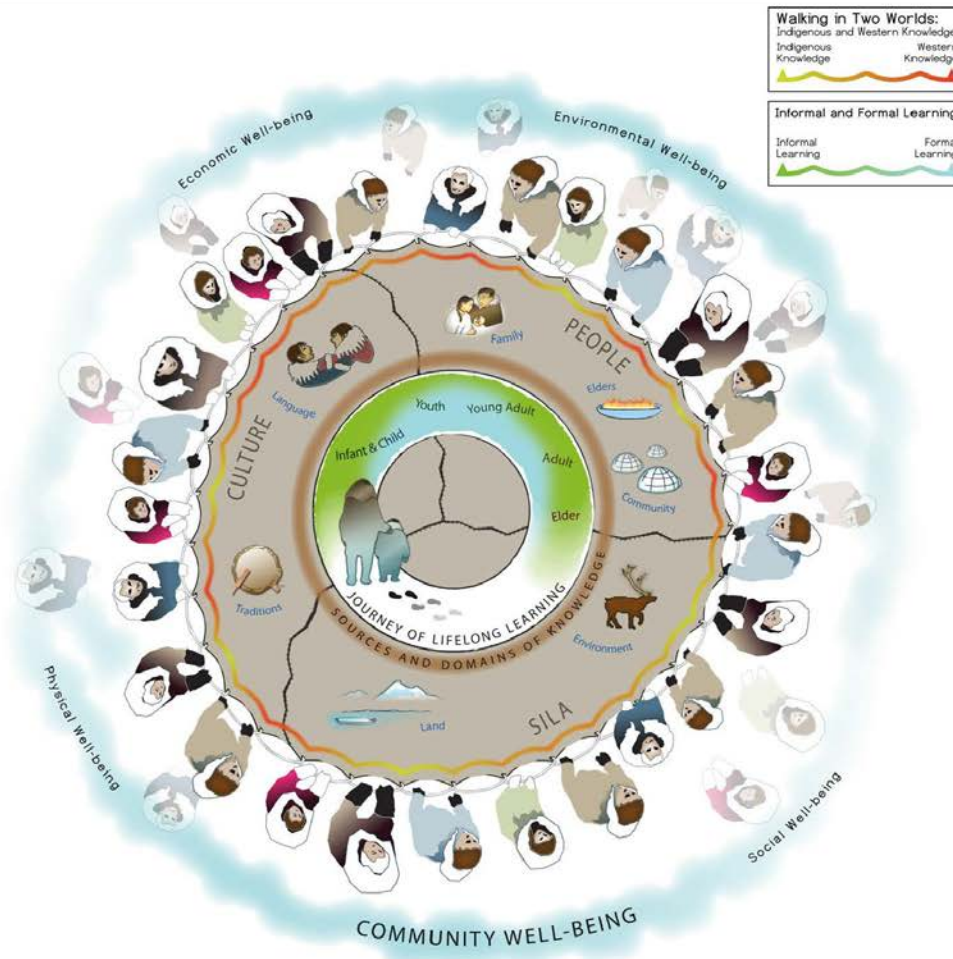 Walking in Two Worlds:
Indigenous and Western Knowledge
Indigenous
Knowledge
Western
Knowledge
Informal and Formal Learning
Informal
Learning
Formal
Learning
Economic Well-being
Environmental Well-being
PEOPLE
Family
Elders
Community
CULTURE
Language
Traditions
Youth
Young Adult
Infant & Child
Adult
Elder
JOURNEY OF LIFELONG LEARNING
SOURCES AND DOMAINS OF KNOWLEDGE
Environment
SILA
Land
Physical Well-being
Social Well-being
COMMUNITY WELL-BEING